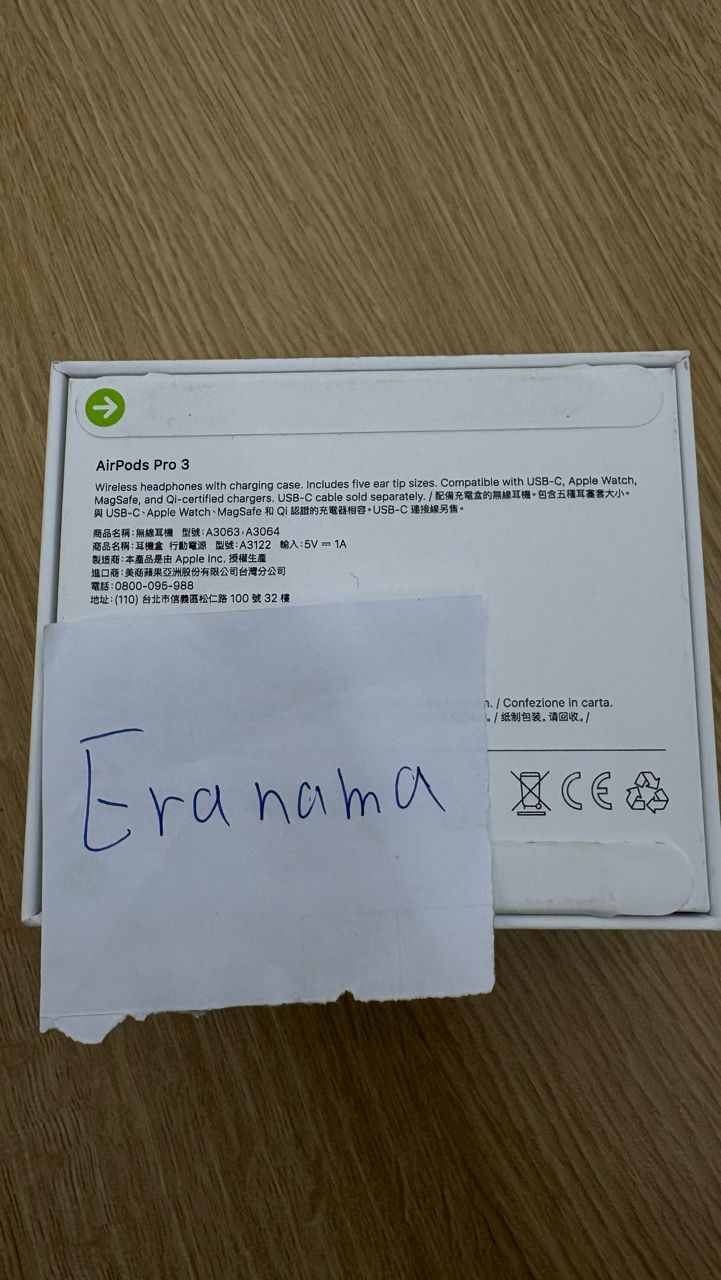 AirPods Pro 3
Wireless headphones with charging case. Includes five ear tip sizes. Compatible with USB-C, Apple Watch,
MagSafe, and Qi-certified chargers. USB-C cable sold separately. / 配備充電盒的無線耳機。包含五種耳塞套大小。
與 USB-C、Apple Watch、MagSafe 和 Qi 認證的充電器相容。USB-C 連接線另售。
商品名稱：無線耳機 型號：A3063、A3064
商品名稱：耳機盒 行動電源 型號：A3122 輸入：5V ⎓ 1A
製造商：本產品是由 Apple Inc. 授權生產
進口商：美商蘋果亞洲股份有限公司台灣分公司
電話：0800-095-988
地址：(110) 台北市信義區松仁路 100 號 32 樓
/ Confezione in carta.
/ 纸制包装。请回收。/
Eranama
CE